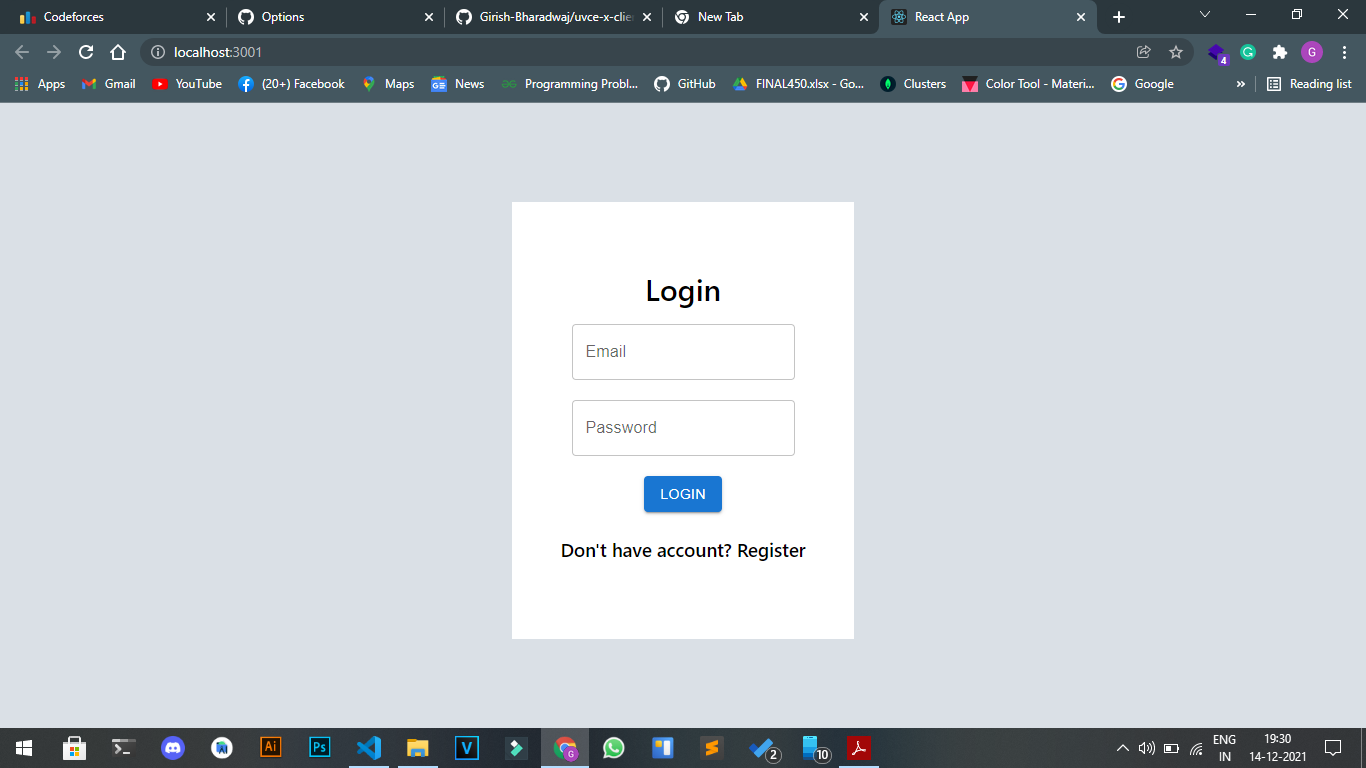 Codeforces
Options
Girish-Bharadwaj/uvce-x-clie
New Tab
React App
localhost:3001
4
G
Apps
Gmail
YouTube
(20+) Facebook
Maps
News
Programming Probl...
GitHub
FINAL450.xlsx - Go...
Clusters
Color Tool - Materi...
Google
»
Reading list
Login
Email
Password
LOGIN
Don't have account? Register
Ai
Ps
V
G
2
10
ENG
IN
19:30
14-12-2021